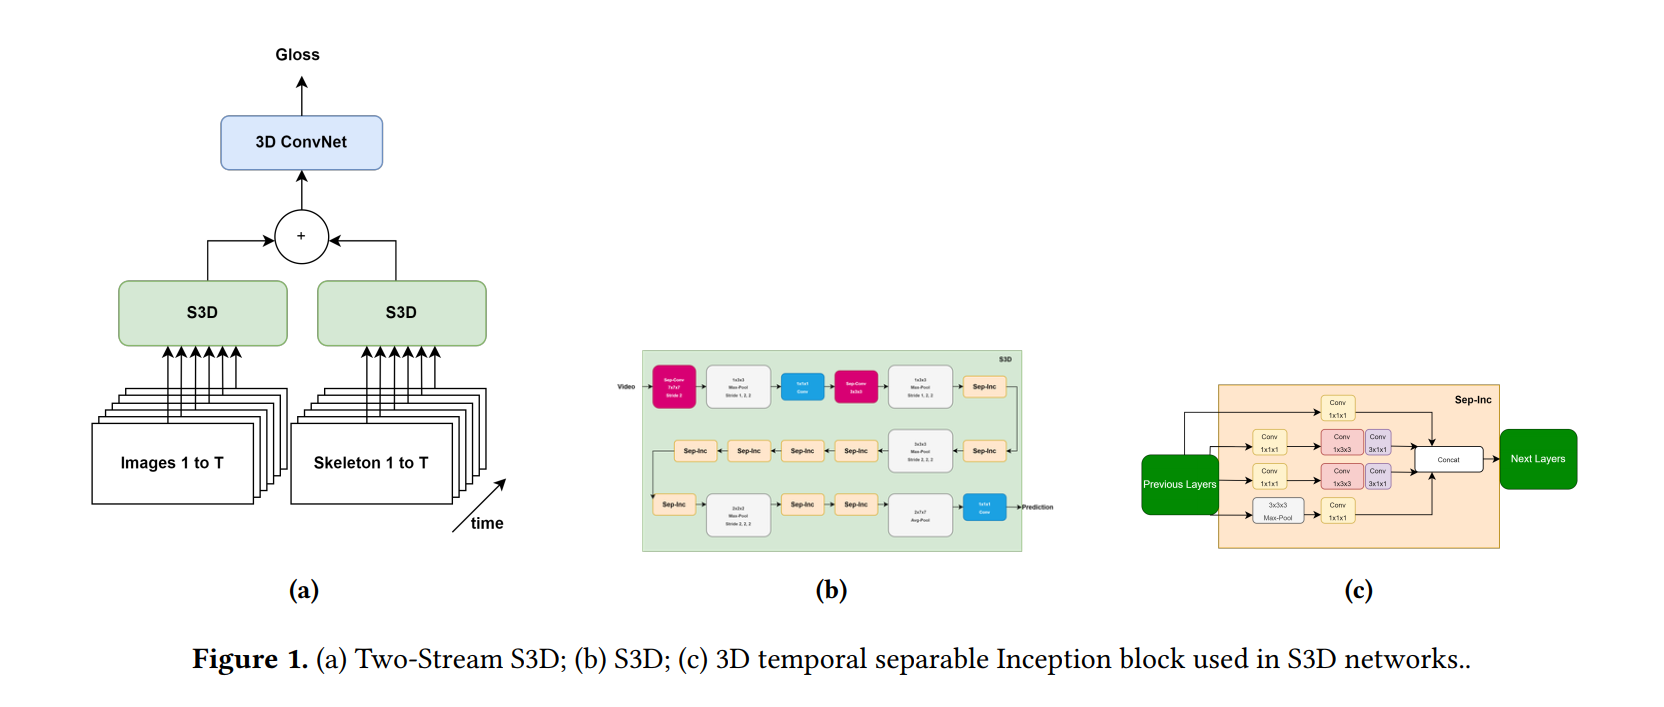 Gloss
3D ConvNet
+
S3D
S3D
Images 1 to T
Skeleton 1 to T
time
(a)
S3D
Video
Sep-Conv
7x7x7
Stride 2
1x3x3
Max-Pool
Stride 1, 2, 2
1x1x1
Conv
Sep-Conv
3x3x3
1x3x3
Max-Pool
Stride 1, 2, 2
Sep-Inc
Sep-Inc
Sep-Inc
Sep-Inc
Sep-Inc
3x3x3
Max-Pool
Stride 2, 2, 2
Sep-Inc
Sep-Inc
2x2x2
Max-Pool
Stride 2, 2, 2
Sep-Inc
Sep-Inc
2x7x7
Avg-Pool
1x1x1
Conv
Prediction
(b)
Sep-Inc
Previous Layers
Conv
1x1x1
Conv
1x1x1
Conv
1x3x3
Conv
3x1x1
Conv
1x1x1
Conv
1x3x3
Conv
3x1x1
3x3x3
Max-Pool
Conv
1x1x1
Concat
Next Layers
(c)
Figure 1. (a) Two-Stream S3D; (b) S3D; (c) 3D temporal separable Inception block used in S3D networks..